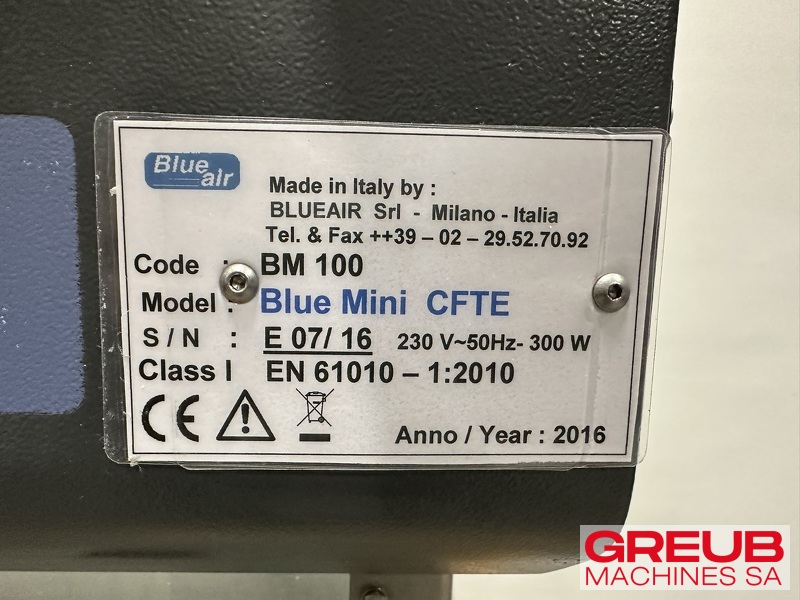 Blue air
Made in Italy by :
BLUEAIR Srl - Milano - Italia
Tel. & Fax ++39 – 02 – 29.52.70.92
Code : BM 100
Model : Blue Mini CFTE
S / N : E 07/ 16 230 V~50Hz- 300 W
Class I EN 61010 – 1:2010
CE
Anno / Year : 2016
GREUB
MACHINES SA